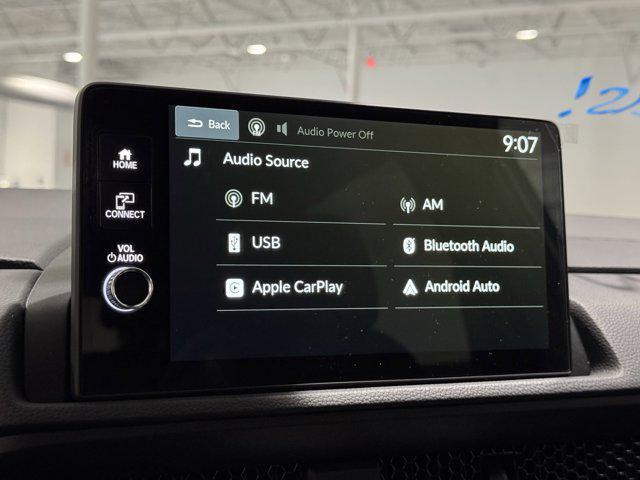 Back
Audio Power Off
9:07
HOME
Audio Source
CONNECT
FM
AM
VOL
AUDIO
USB
Bluetooth Audio
Apple CarPlay
Android Auto